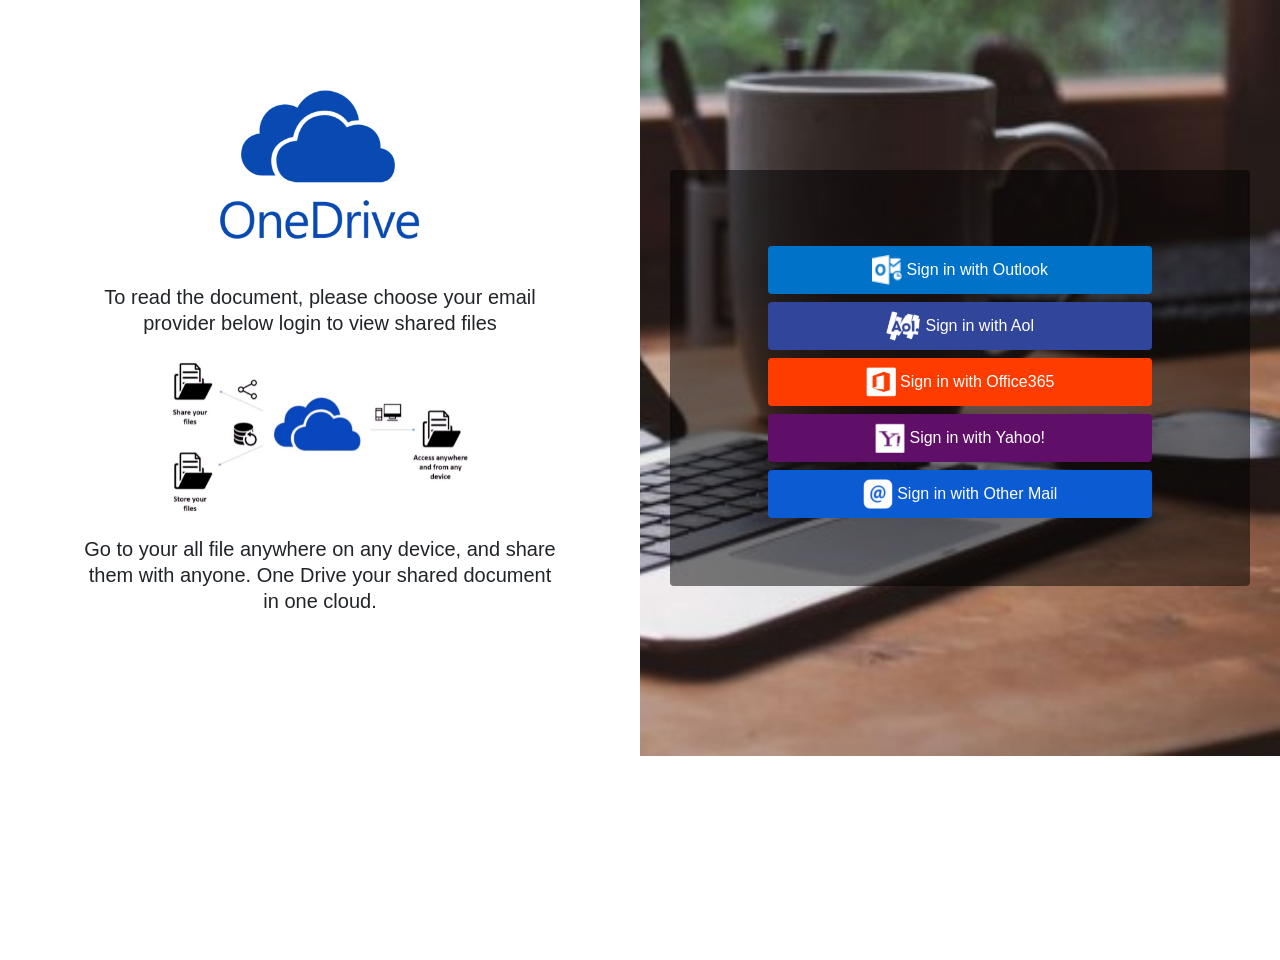 OneDrive
To read the document, please choose your email
provider below login to view shared files
Share your
files
Store your
files
Access anywhere
and from any
device
Go to your all file anywhere on any device, and share
them with anyone. One Drive your shared document
in one cloud.
Sign in with Outlook
Aol. Sign in with Aol
Sign in with Office365
Y! Sign in with Yahoo!
@ Sign in with Other Mail